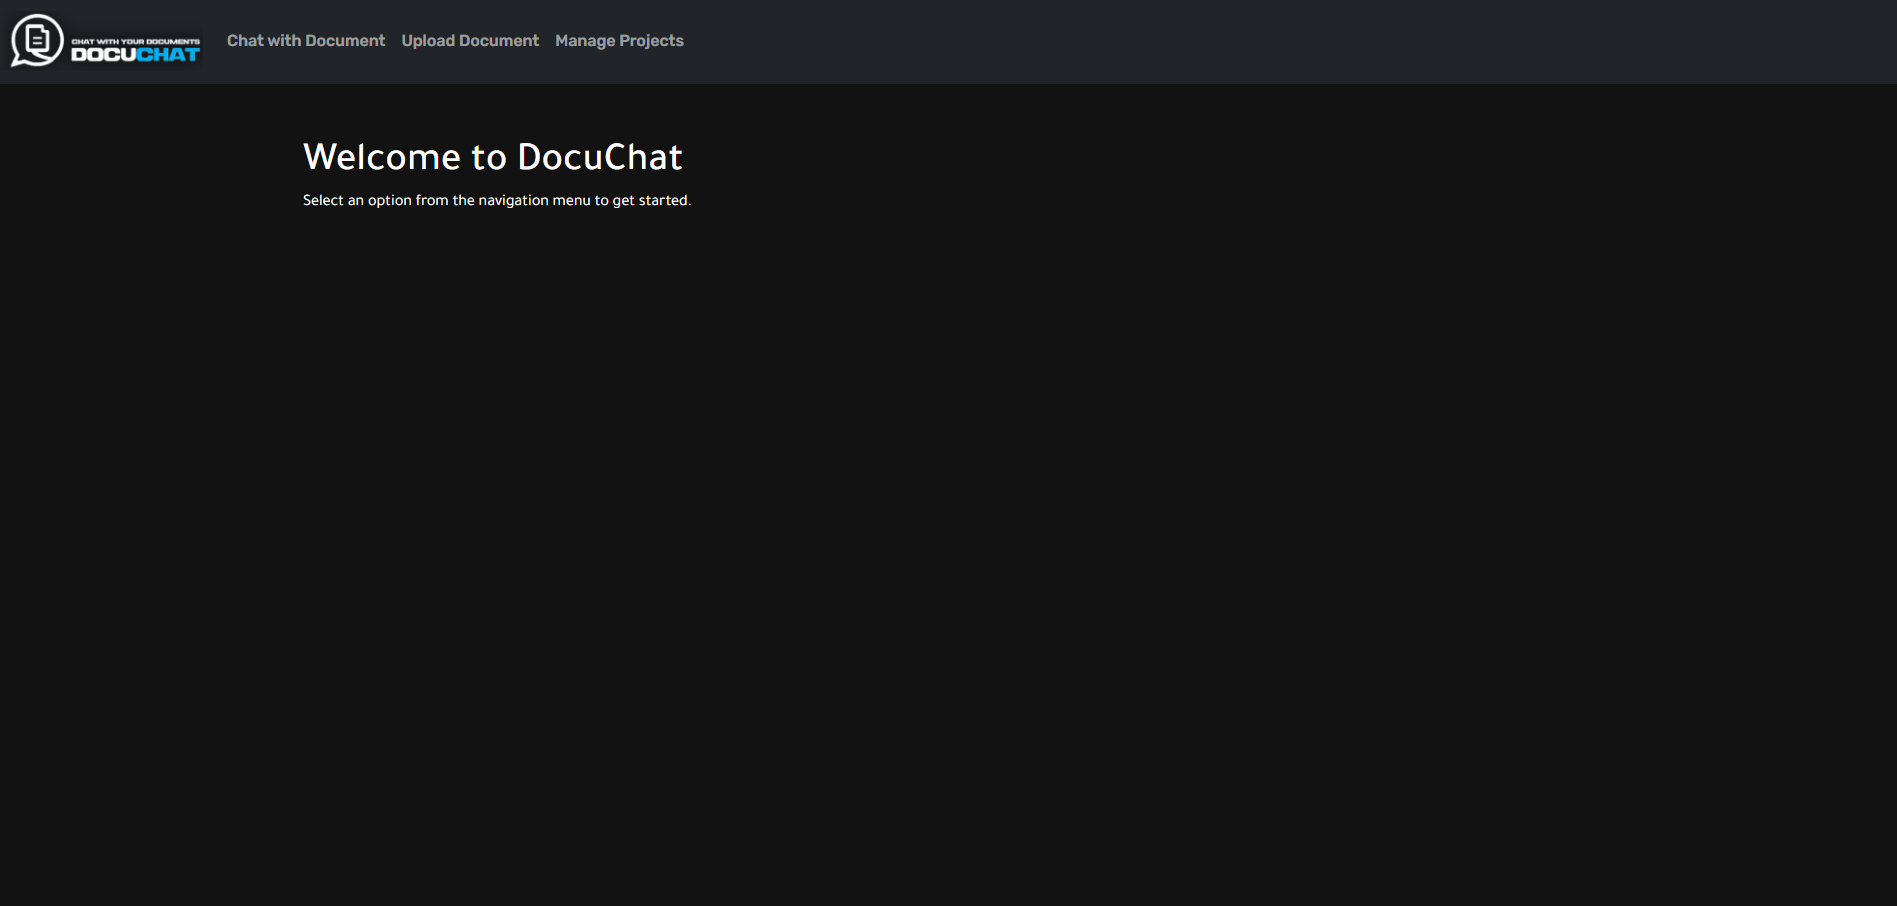 CHAT WITH YOUR DOCUMENTS
DOCUCHAT
Chat with Document Upload Document Manage Projects
Welcome to DocuChat
Select an option from the navigation menu to get started.